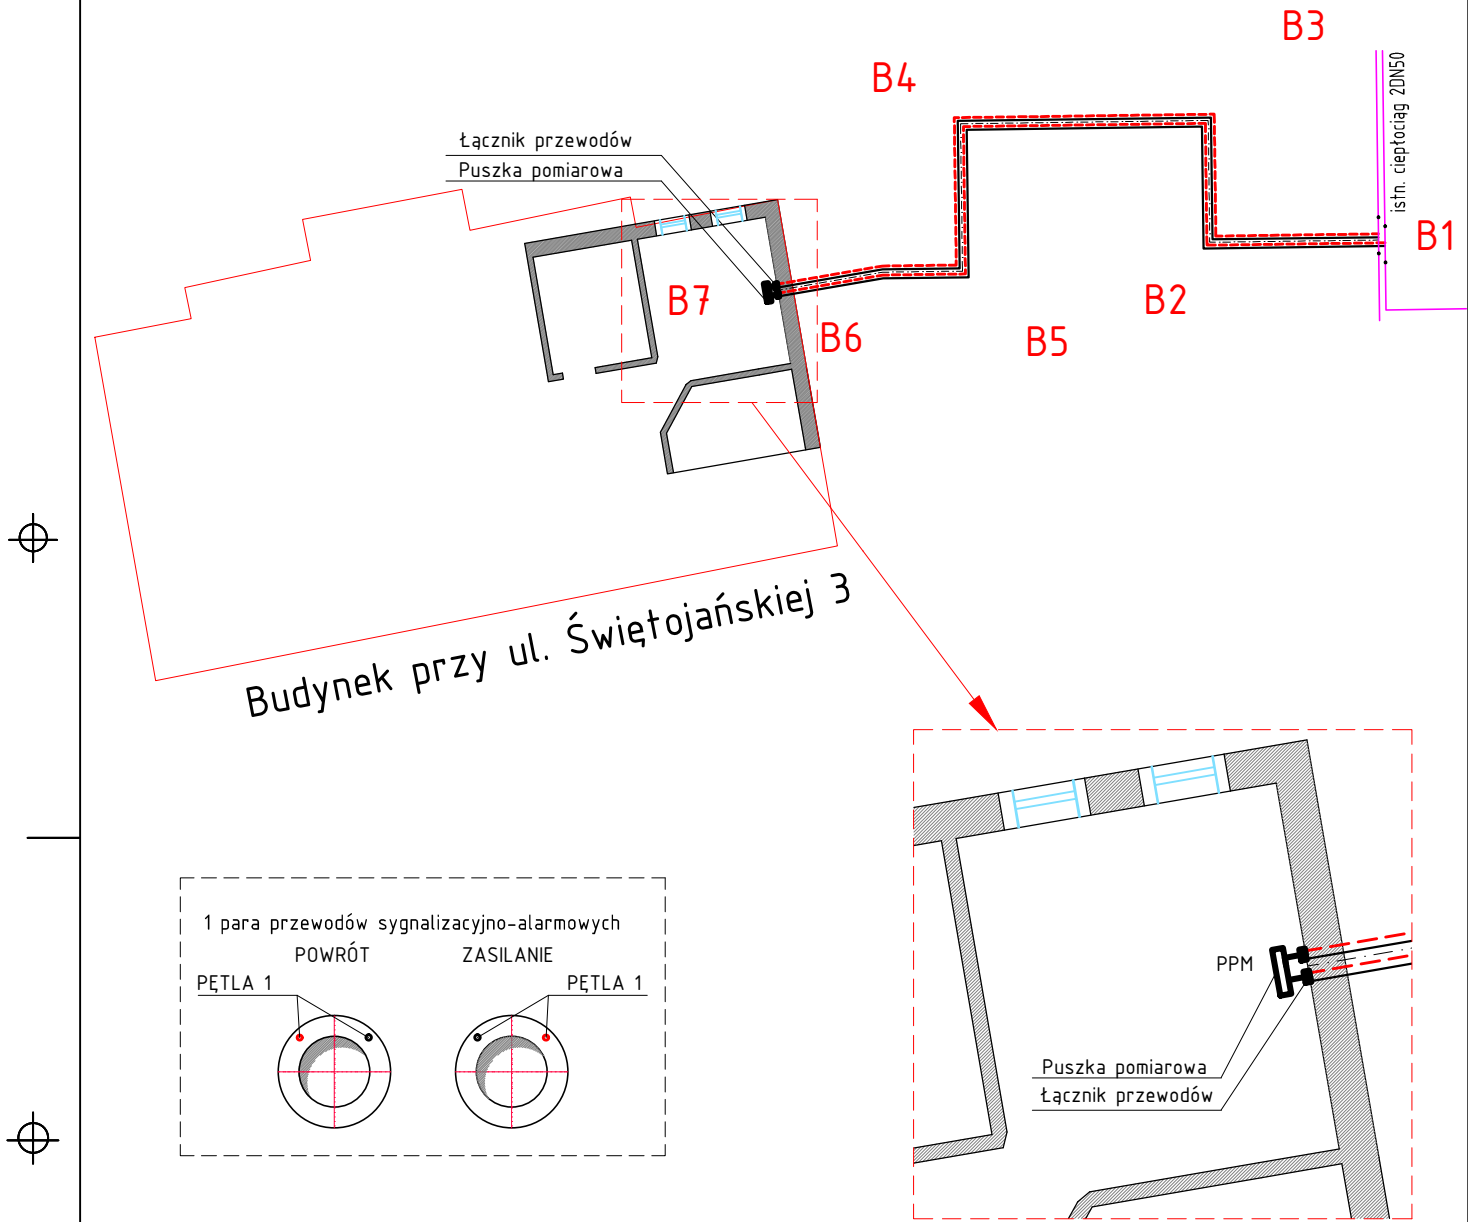 B3
B4
istn. ciepłociąg 2DN50
Łącznik przewodów
Puszka pomiarowa
B1
B7
B2
B6
B5
Budynek przy ul. Świętojańskiej 3
1 para przewodów sygnalizacyjno-alarmowych
POWRÓT
ZASILANIE
PĘTLA 1
PĘTLA 1
PPM
Puszka pomiarowa
Łącznik przewodów